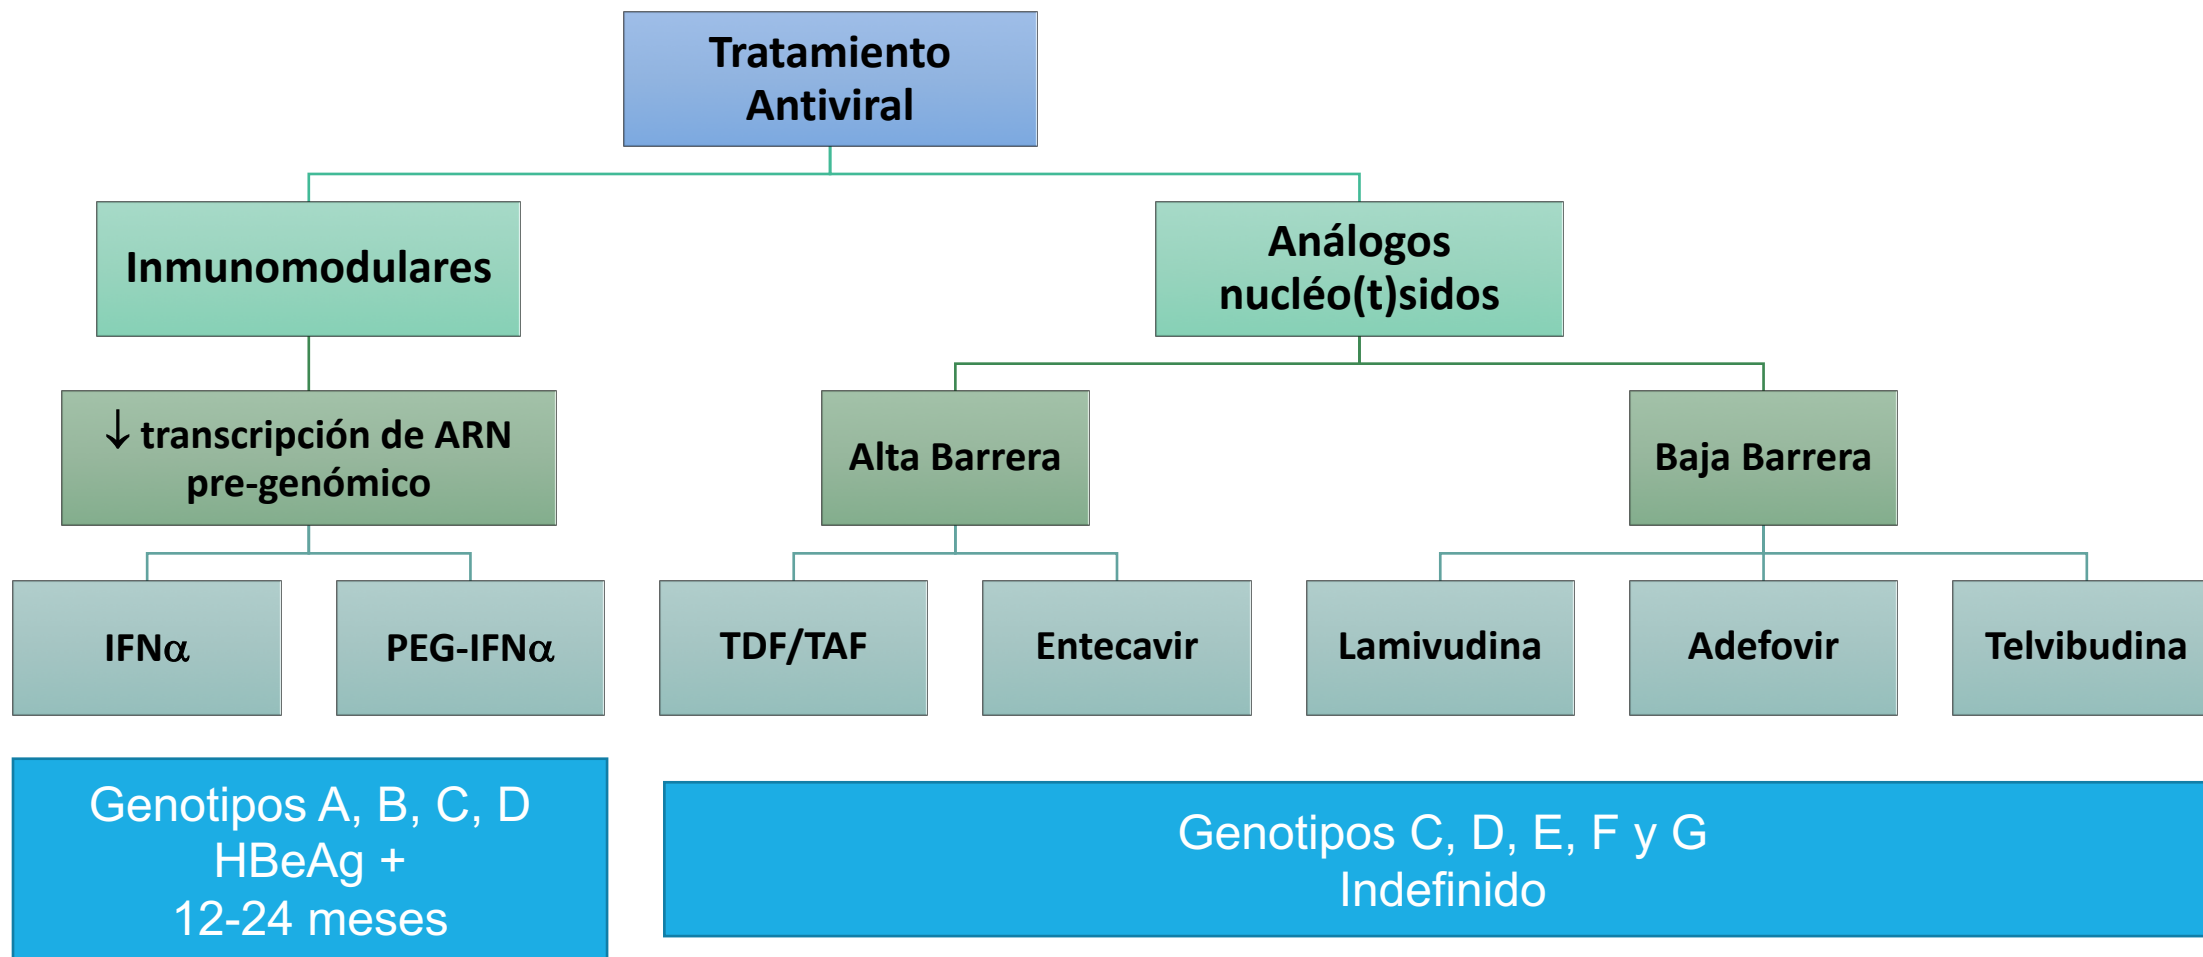 Tratamiento
Antiviral
Inmunomodulares
Análogos
nucléo(t)sidos
↓ transcripción de ARN
pre-genómico
Alta Barrera
Baja Barrera
IFNα
PEG-IFNα
TDF/TAF
Entecavir
Lamivudina
Adefovir
Telvibudina
Genotipos A, B, C, D
HBeAg +
12-24 meses
Genotipos C, D, E, F y G
Indefinido